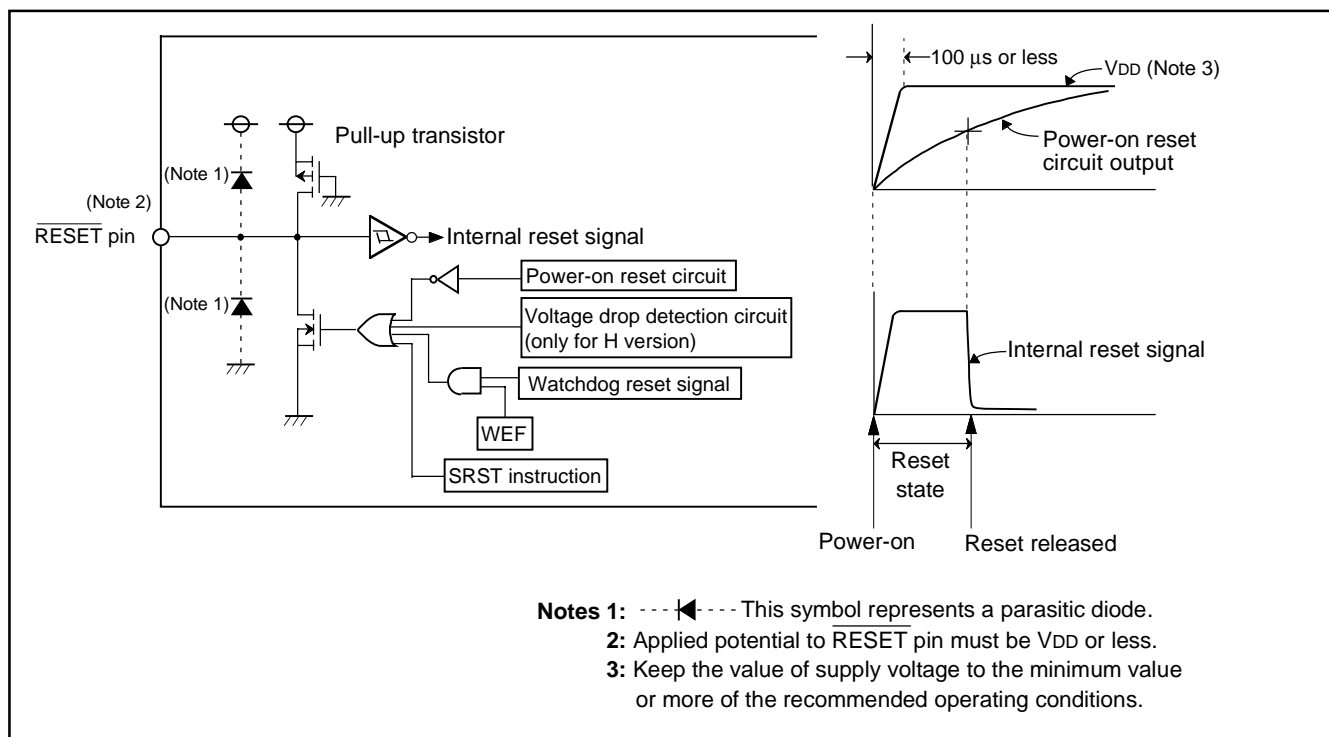 100 μs or less
VDD (Note 3)
Pull-up transistor
Power-on reset
circuit output
(Note 1)
(Note 2)
RESET pin
Internal reset signal
Power-on reset circuit
(Note 1)
Voltage drop detection circuit
(only for H version)
Internal reset signal
Watchdog reset signal
WEF
SRST instruction
Reset
state
Power-on
Reset released
Notes 1: This symbol represents a parasitic diode.
2: Applied potential to RESET pin must be VDD or less.
3: Keep the value of supply voltage to the minimum value
or more of the recommended operating conditions.